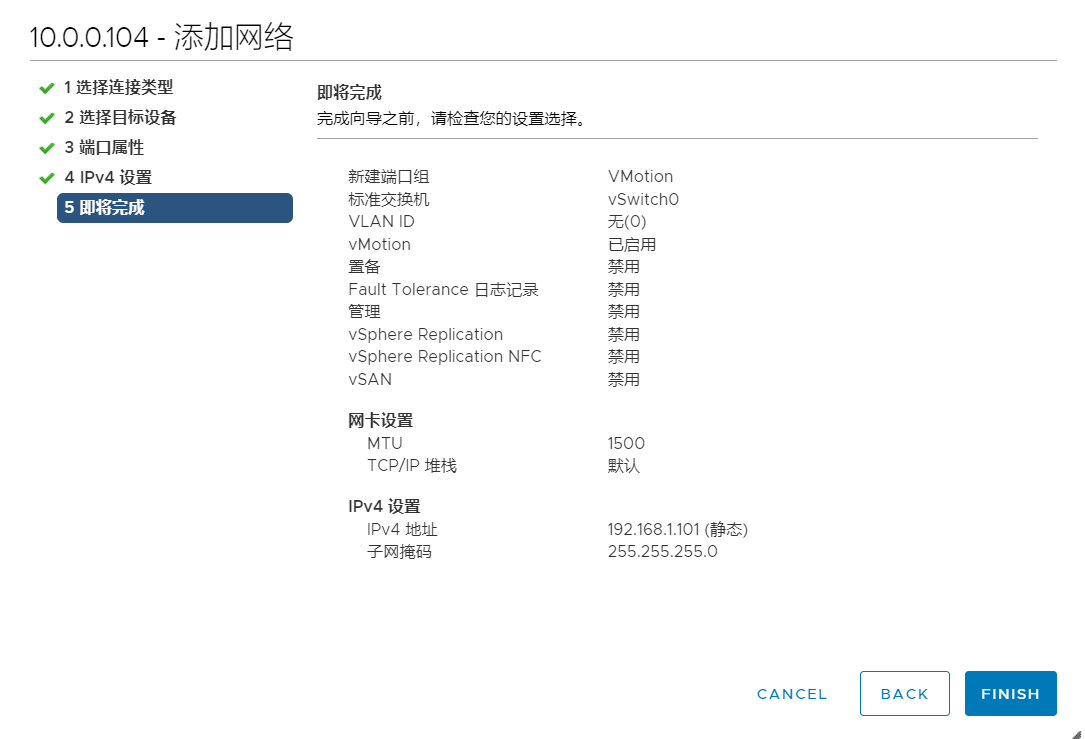 10.0.0.104 - 添加网络
1 选择连接类型
2 选择目标设备
3 端口属性
4 IPv4 设置
5 即将完成
即将完成
完成向导之前，请检查您的设置选择。
新建端口组 VMotion
标准交换机 vSwitch0
VLAN ID 无(0)
vMotion 已启用
置备 禁用
Fault Tolerance 日志记录 禁用
管理 禁用
vSphere Replication 禁用
vSphere Replication NFC 禁用
vSAN 禁用
网卡设置
MTU 1500
TCP/IP 堆栈 默认
IPv4 设置
IPv4 地址 192.168.1.101 (静态)
子网掩码 255.255.255.0
CANCEL BACK FINISH